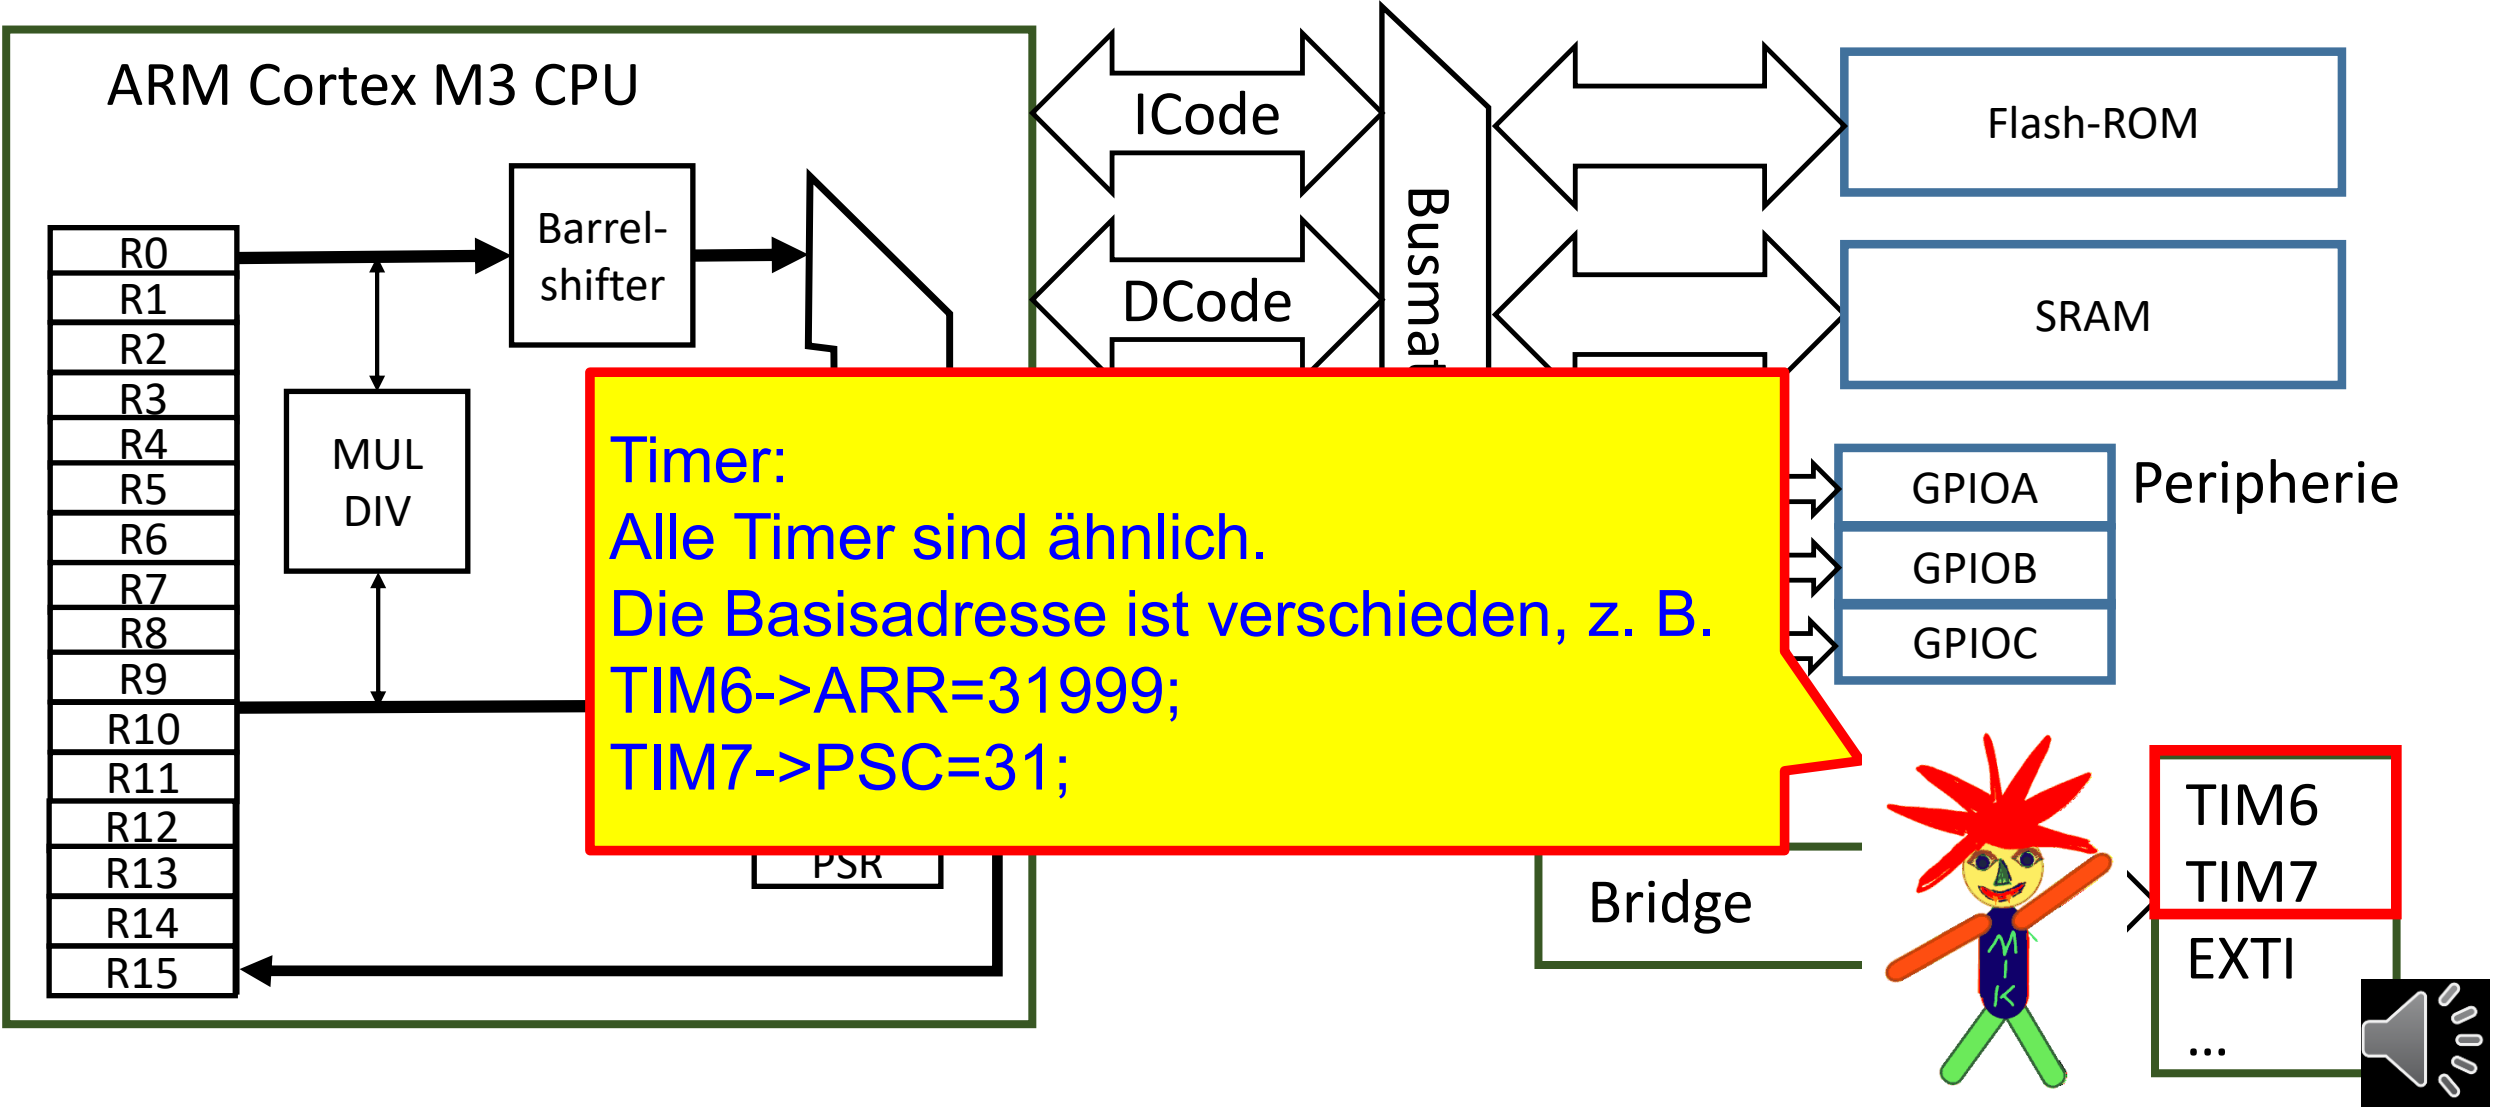 ARM Cortex M3 CPU
ICode
DCode
Flash-ROM
SRAM
Barrel-
shifter
R0
R1
R2
R3
R4
R5
R6
R7
R8
R9
R10
R11
R12
R13
R14
R15
MUL
DIV
Timer:
Alle Timer sind ähnlich.
Die Basisadresse ist verschieden, z. B.
TIM6->ARR=31999;
TIM7->PSC=31;
GPIOA
GPIOB
GPIOC
Peripherie
PSR
Bridge
M
I
K
TIM6
TIM7
EXTI
...